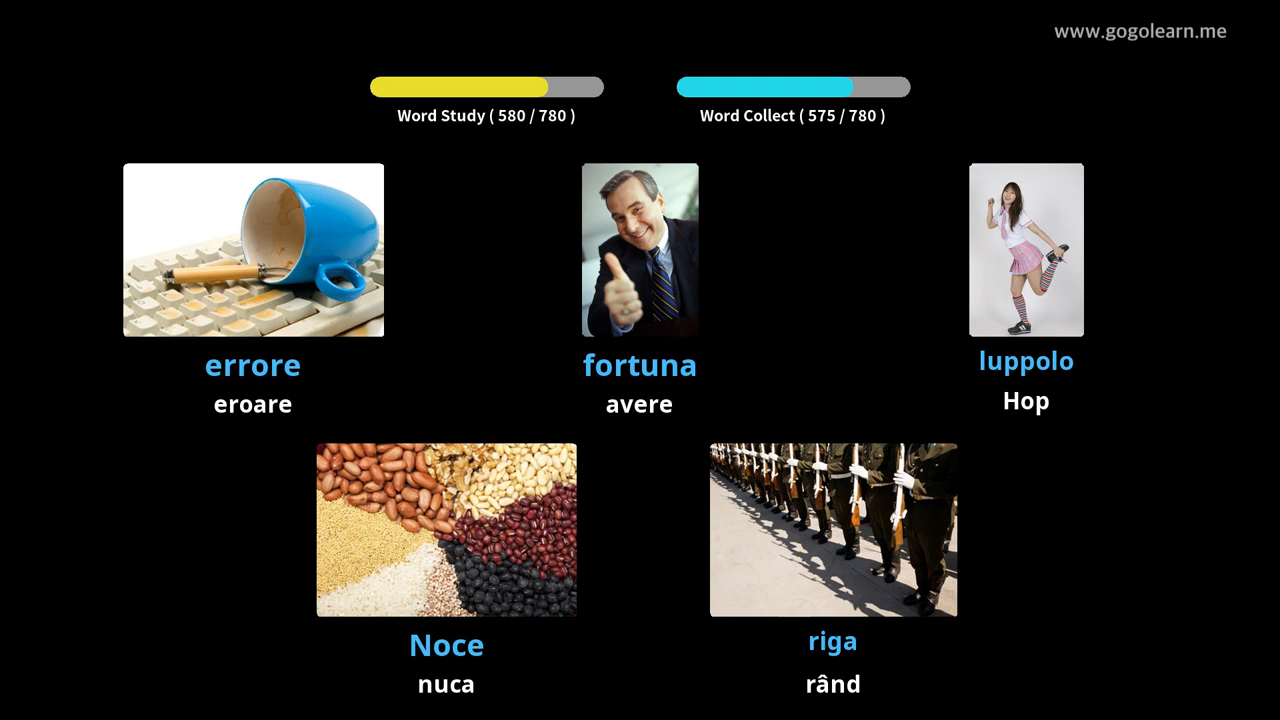 www.gogolearn.me
Word Study ( 580 / 780 )
Word Collect ( 575 / 780 )
errore
eroare
fortuna
avere
luppolo
Hop
Noce
nuca
riga
rând